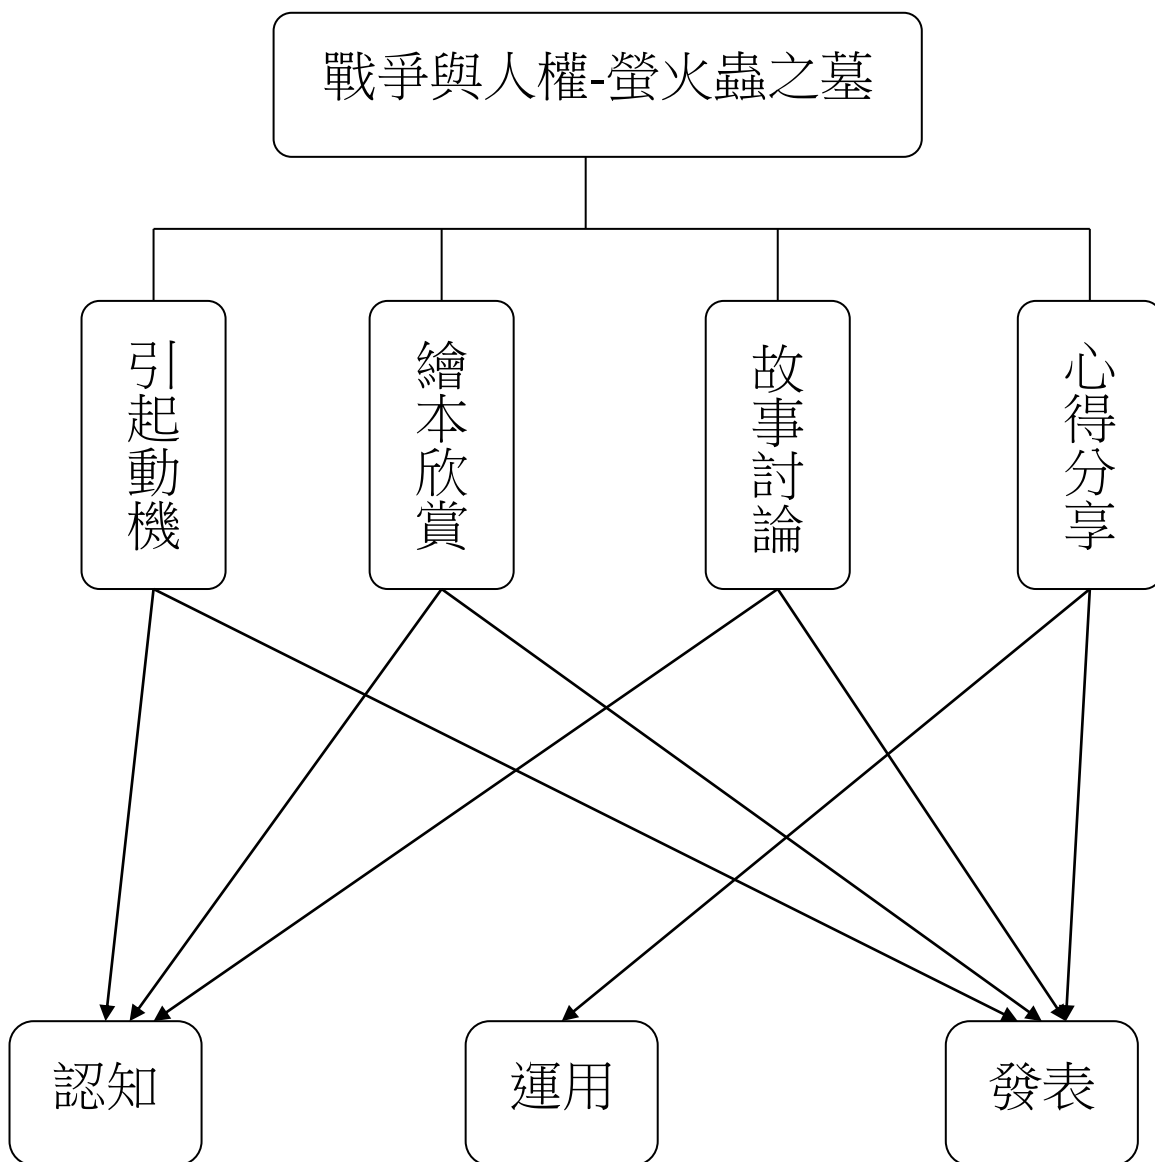 戰爭與人權-螢火蟲之墓
引起動機
繪本欣賞
故事討論
心得分享
認知
運用
發表